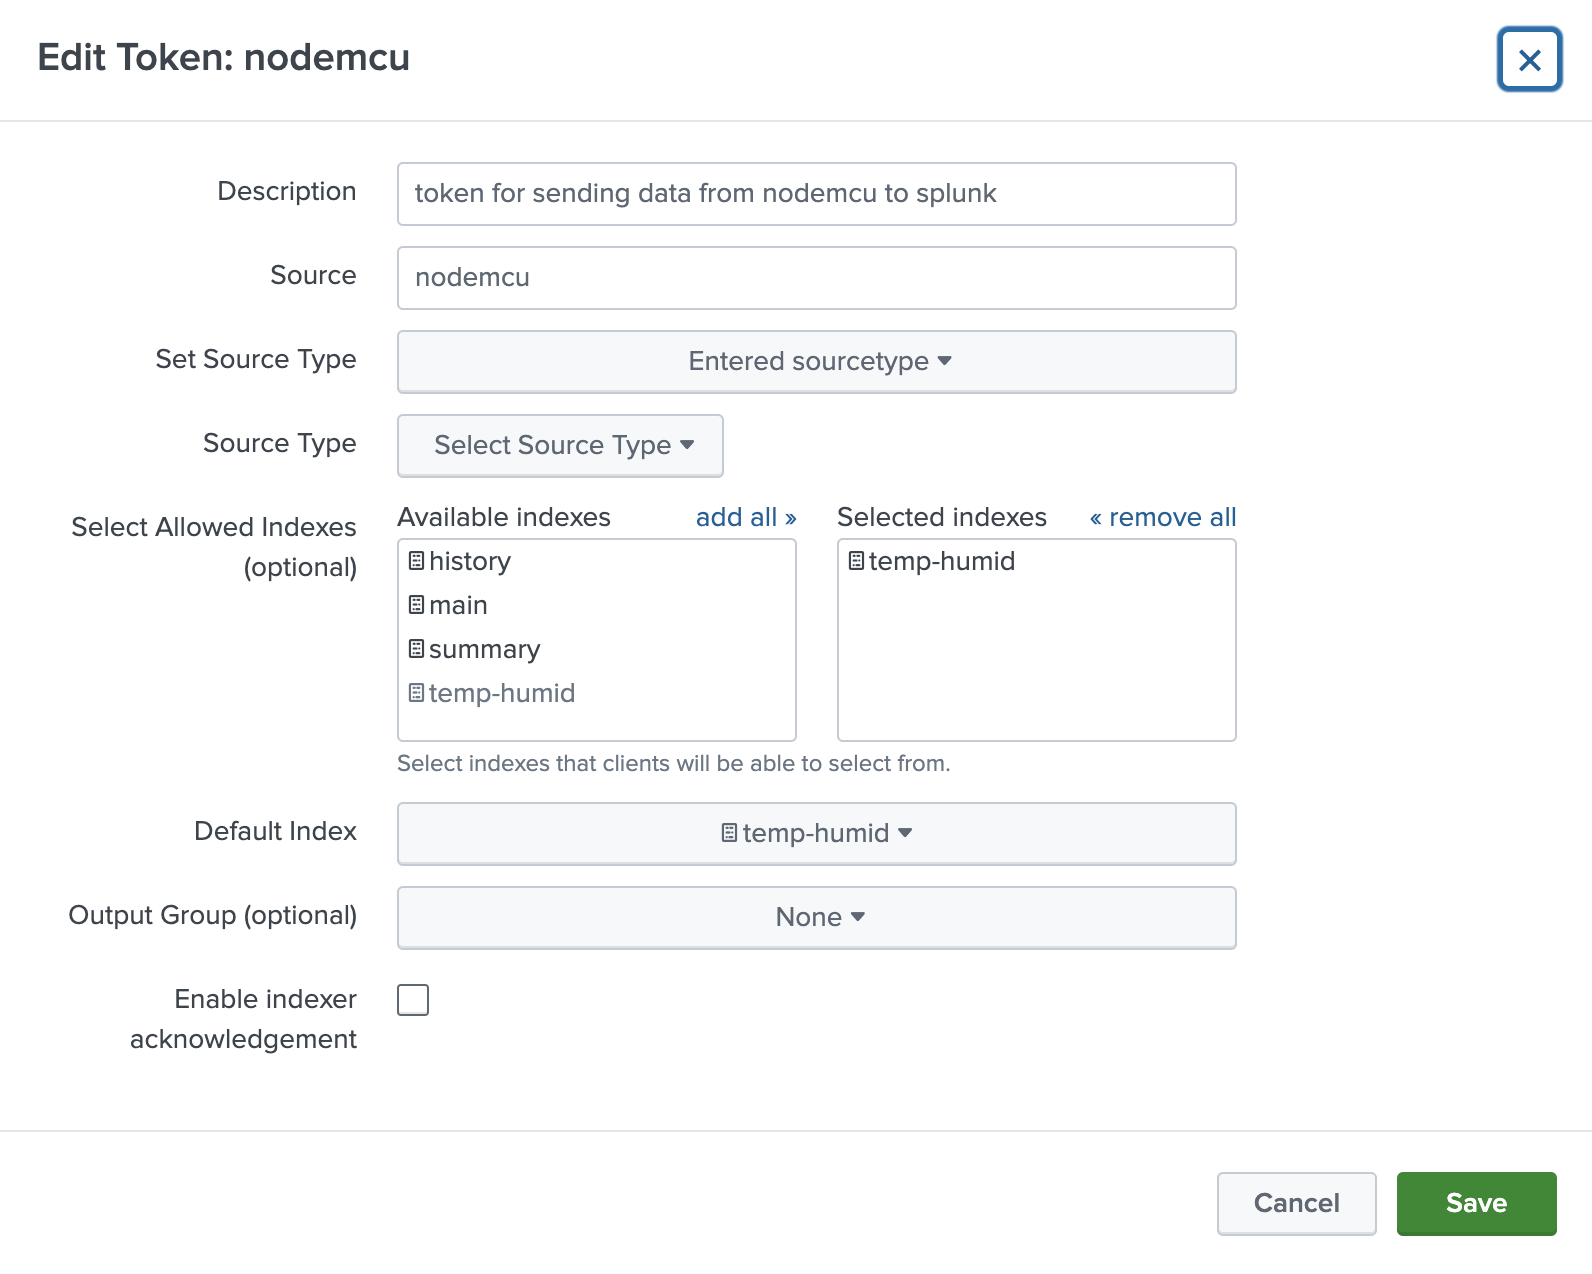 Edit Token: nodemcu
Description
token for sending data from nodemcu to splunk
Source
nodemcu
Set Source Type
Entered sourcetype
Source Type
Select Source Type
Select Allowed Indexes
(optional)
Available indexes
add all »
history
main
summary
temp-humid
Selected indexes
« remove all
temp-humid
Select indexes that clients will be able to select from.
Default Index
temp-humid
Output Group (optional)
None
Enable indexer
acknowledgement
Cancel
Save